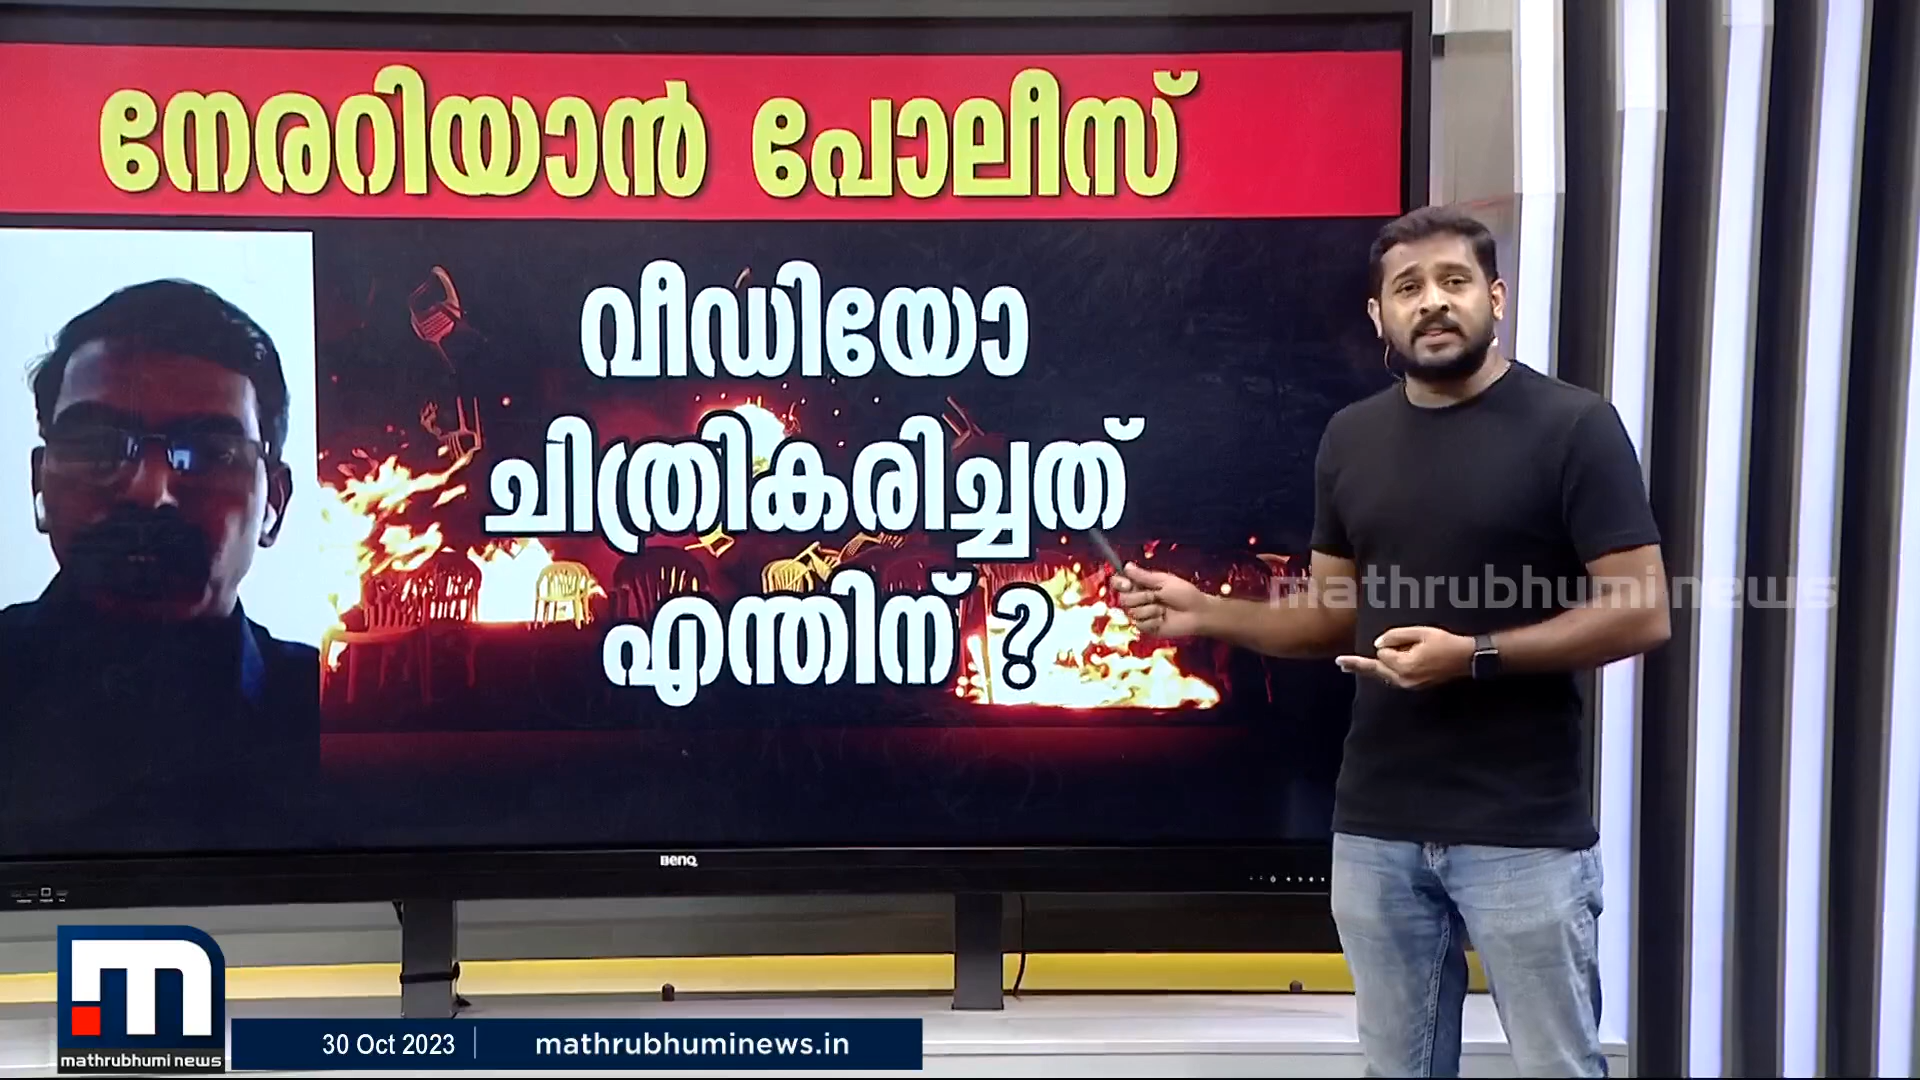 നേരറിയാൻ പോലീസ്
വീഡിയോ
ചിത്രികരിച്ചത്
എന്തിന് ?
mathrubhumi news
BenQ
mathrubhumi news
30 Oct 2023
mathrubhuminews.in